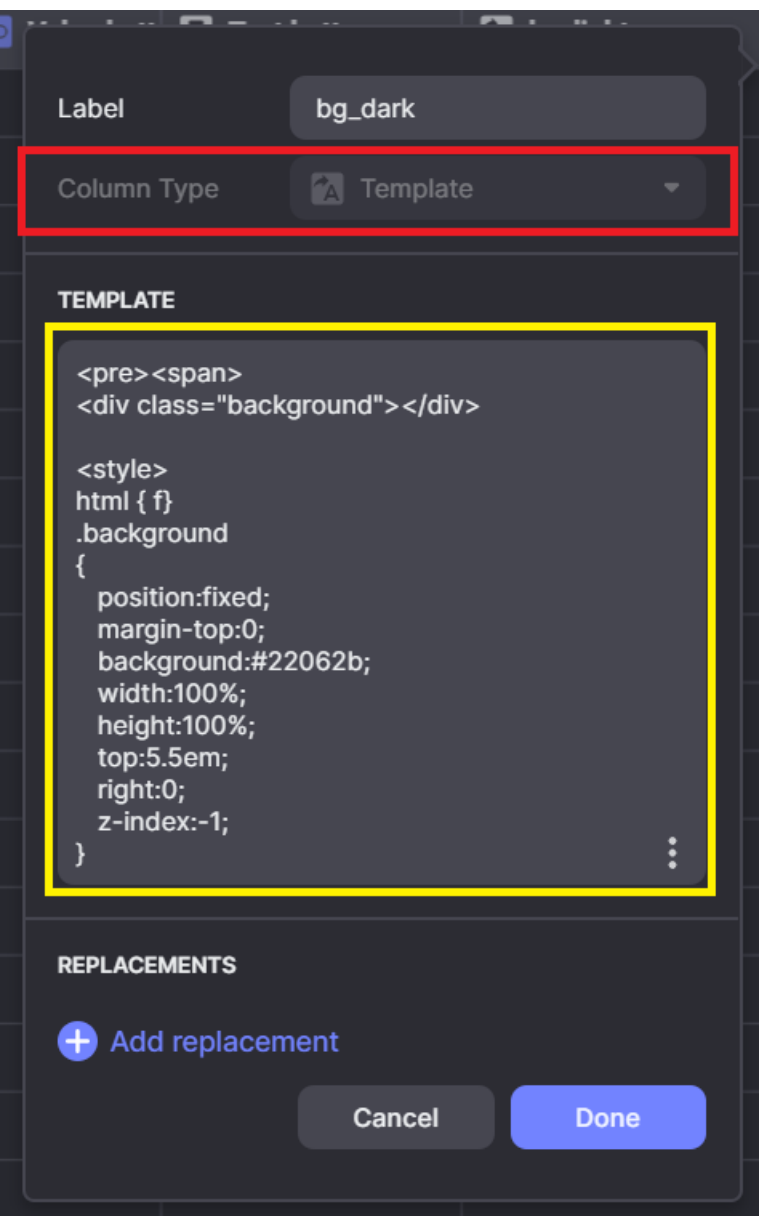 Label
bg_dark
Column Type
Template
TEMPLATE
<pre><span>
<div class="background"></div>
<style>
html { f}
.background
{
position:fixed;
margin-top:0;
background:#22062b;
width:100%;
height:100%;
top:5.5em;
right:0;
z-index:-1;
}
REPLACEMENTS
Add replacement
Cancel
Done